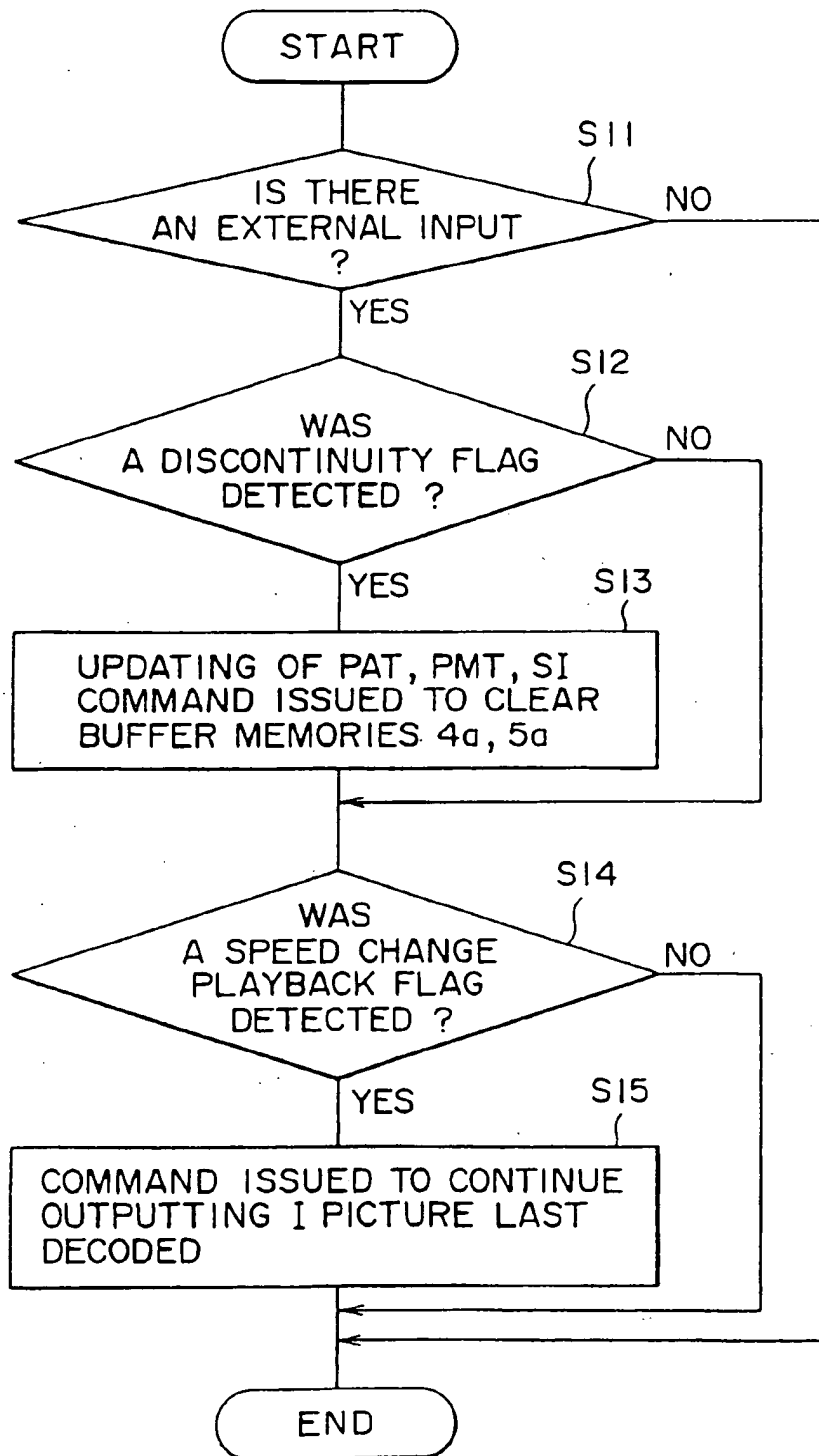 START
S11
IS THERE
AN EXTERNAL INPUT
?
NO
YES
S12
WAS
A DISCONTINUITY FLAG
DETECTED ?
NO
YES
S13
UPDATING OF PAT, PMT, SI
COMMAND ISSUED TO CLEAR
BUFFER MEMORIES 4a, 5a
S14
WAS
A SPEED CHANGE
PLAYBACK FLAG
DETECTED ?
NO
YES
S15
COMMAND ISSUED TO CONTINUE
OUTPUTTING I PICTURE LAST
DECODED
END